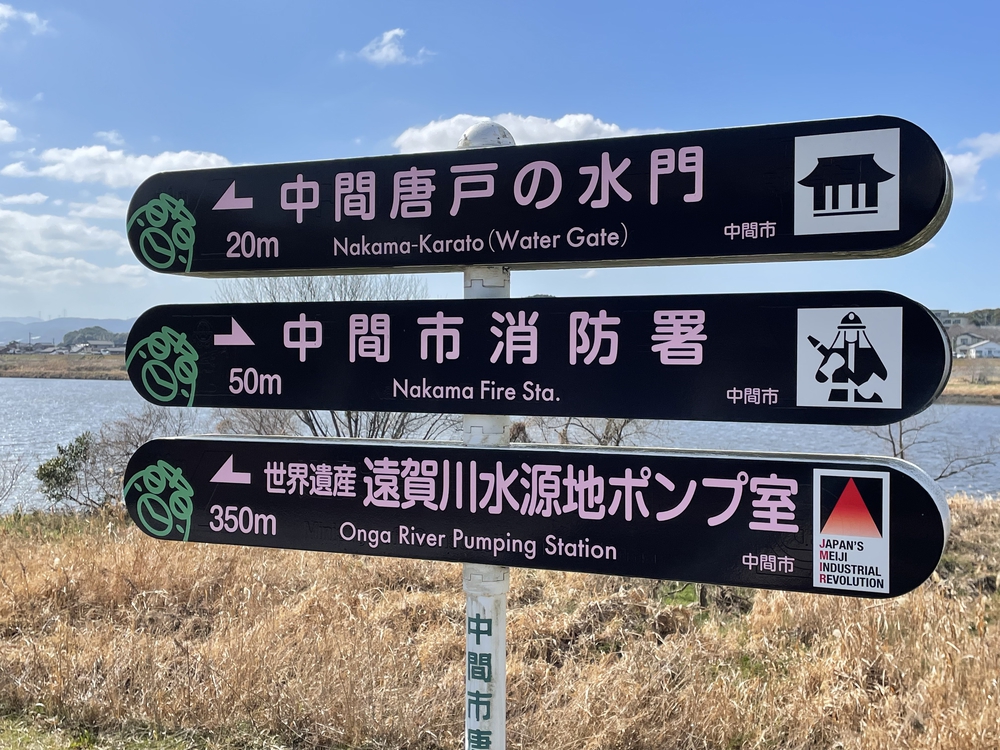 中間唐戸の水門
20m
Nakama-Karato(Water Gate)
中間市
中間市消防署
50m
Nakama Fire Sta.
中間市
世界遺産 遠賀川水源地ポンプ室
350m
Onga River Pumping Station
中間市
JAPAN'S
MEIJI
INDUSTRIAL
REVOLUTION
中間市唐